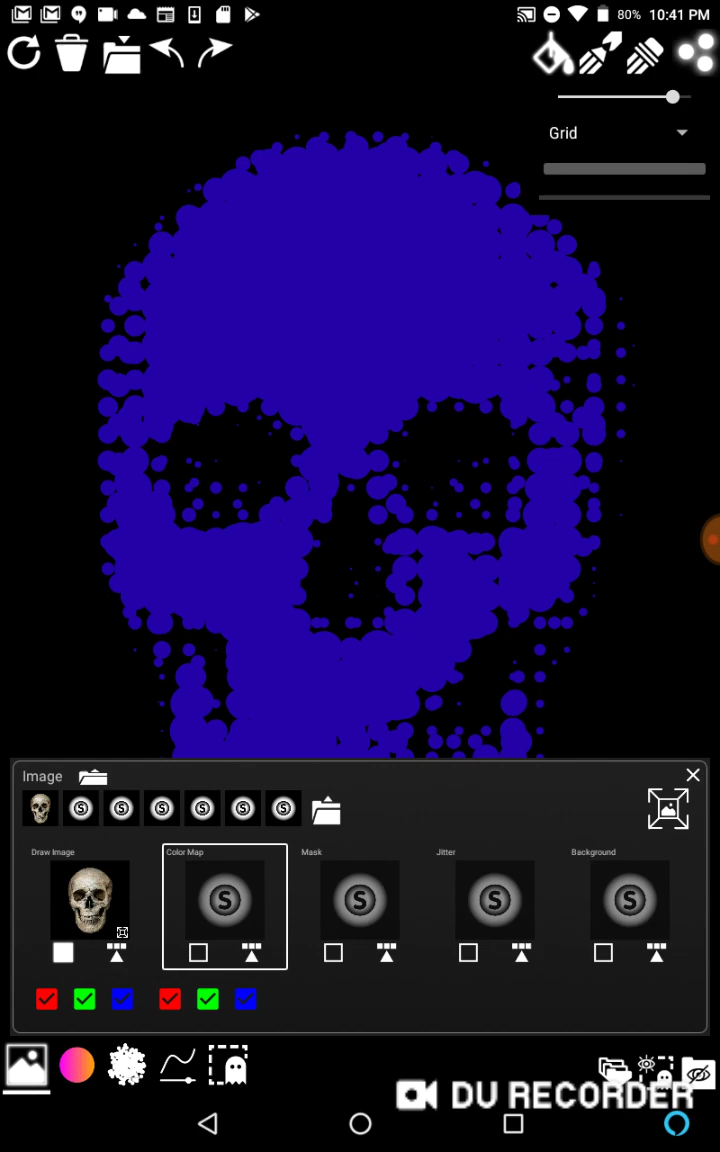 80% 10:41 PM
Grid
Image
S S S S S S
Draw Image Color Map Mask Jitter Background
S S S S
DU RECORDER